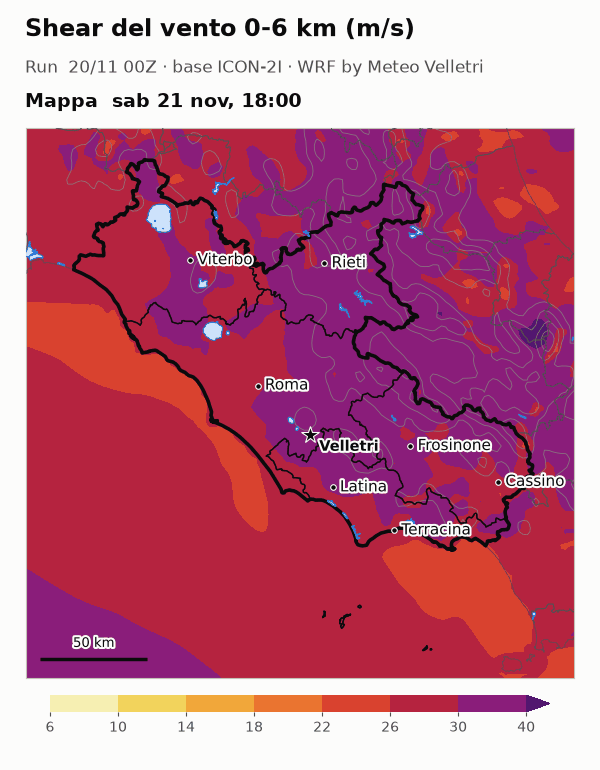 Shear del vento 0-6 km (m/s)
Run  20/11 00Z · base ICON-2I · WRF by Meteo Velletri
Mappa  sab 21 nov, 18:00
Viterbo
Rieti
Roma
Velletri
Frosinone
Cassino
Latina
Terracina
50 km
6 10 14 18 22 26 30 40